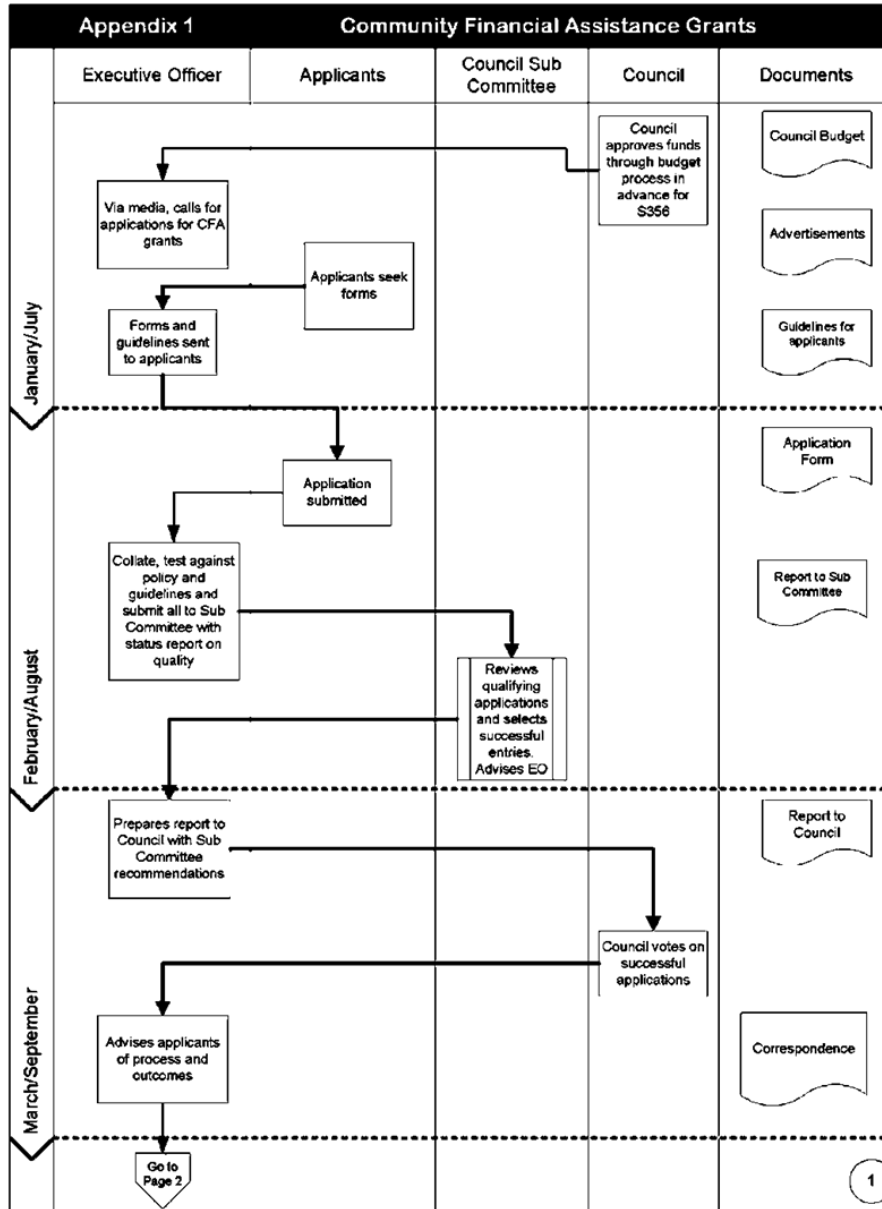 Appendix 1
Community Financial Assistance Grants
Executive Officer
Applicants
Council Sub
Committee
Council
Documents
January/July
Council
approves funds
through budget
process in
advance for
S356
Council Budget
Via media, calls for
applications for CFA
grants
Advertisements
Applicants seek
forms
Forms and
guidelines sent
to applicants
Guidelines for
applicants
February/August
Application
submitted
Application
Form
Collate, test against
policy and
guidelines and
submit all to Sub
Committee with
status report on
quality
Report to Sub
Committee
Reviews
qualifying
applications
and selects
successful
entries.
Advises EO
March/September
Prepares report to
Council with Sub
Committee
recommendations
Report to
Council
Council votes on
successful
applications
Advises applicants
of process and
outcomes
Correspondence
Go to
Page 2
1